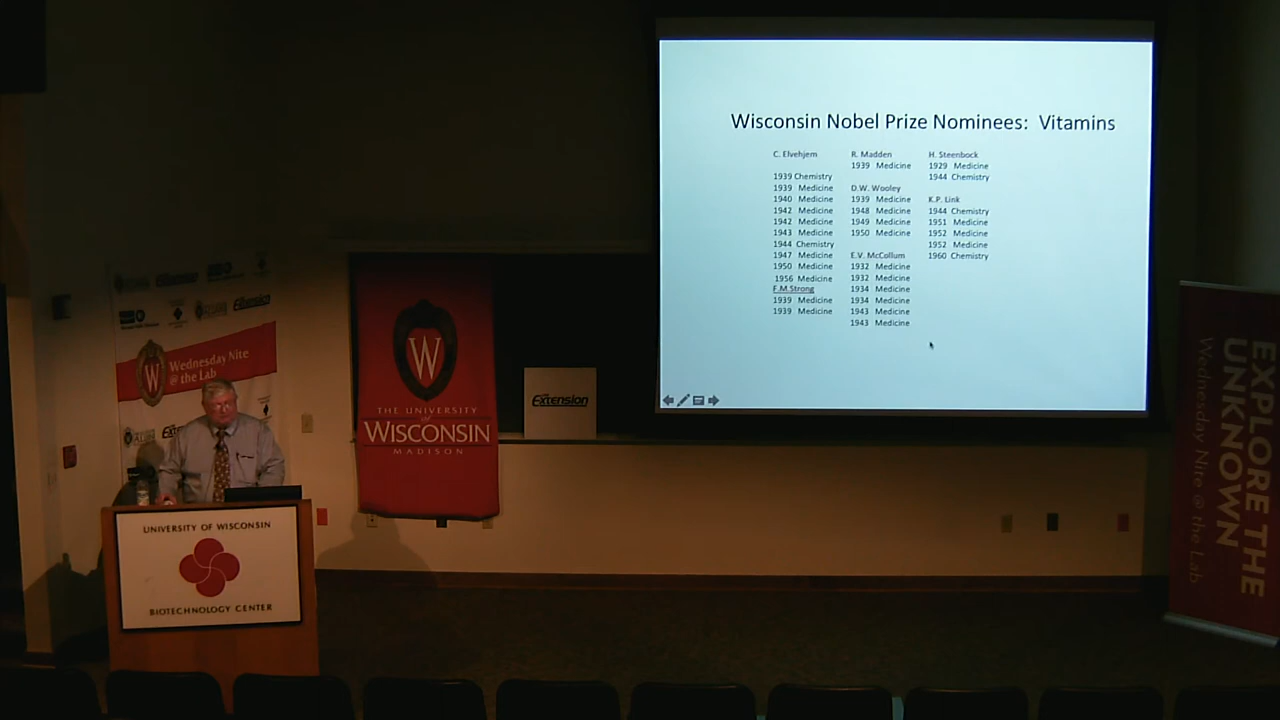 Wisconsin Nobel Prize Nominees: Vitamins
C. Elvehjem
1939 Chemistry
1939 Medicine
1940 Medicine
1942 Medicine
1942 Medicine
1943 Medicine
1944 Chemistry
1947 Medicine
1950 Medicine
1956 Medicine
F.M.Strong
1939 Medicine
1939 Medicine
R. Madden
1939 Medicine
D.W. Wooley
1939 Medicine
1948 Medicine
1949 Medicine
1950 Medicine
E.V. McCollum
1932 Medicine
1932 Medicine
1934 Medicine
1934 Medicine
1943 Medicine
1943 Medicine
H. Steenbock
1929 Medicine
1944 Chemistry
K.P. Link
1944 Chemistry
1951 Medicine
1952 Medicine
1952 Medicine
1960 Chemistry
Extension
W
Wednesday Nite
@ the Lab
W
THE UNIVERSITY
of
WISCONSIN
MADISON
Extension
UNIVERSITY OF WISCONSIN
BIOTECHNOLOGY CENTER
EXPLORE THE
UNKNOWN
Wednesday Nite @ the Lab